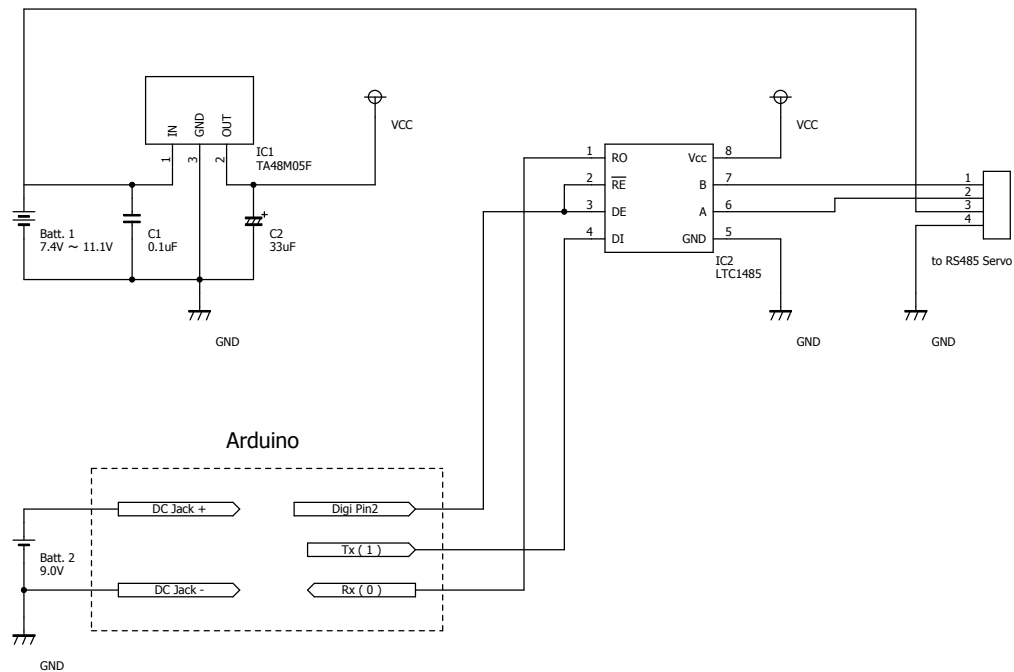 VCC
VCC
IN
GND
OUT
1
3
2
IC1
TA48M05F
1
RO
Vcc
8
2
RE
B
7
3
DE
A
6
4
DI
GND
5
IC2
LTC1485
1
2
3
4
to RS485 Servo
Batt. 1
7.4V ~ 11.1V
C1
0.1uF
+
C2
33uF
GND
GND
GND
Arduino
DC Jack +
Digi Pin2
Tx ( 1 )
DC Jack -
Rx ( 0 )
Batt. 2
9.0V
GND